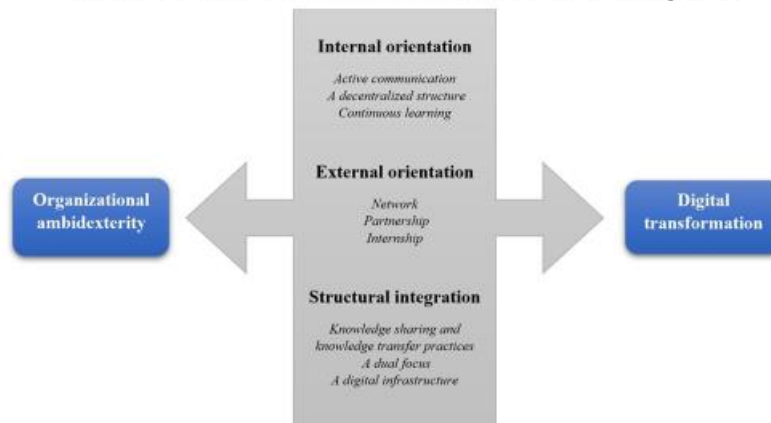 Internal orientation
Active communication
A decentralized structure
Continuous learning
External orientation
Network
Partnership
Internship
Structural integration
Knowledge sharing and
knowledge transfer practices
A dual focus
A digital infrastructure
Organizational
ambidexterity
Digital
transformation